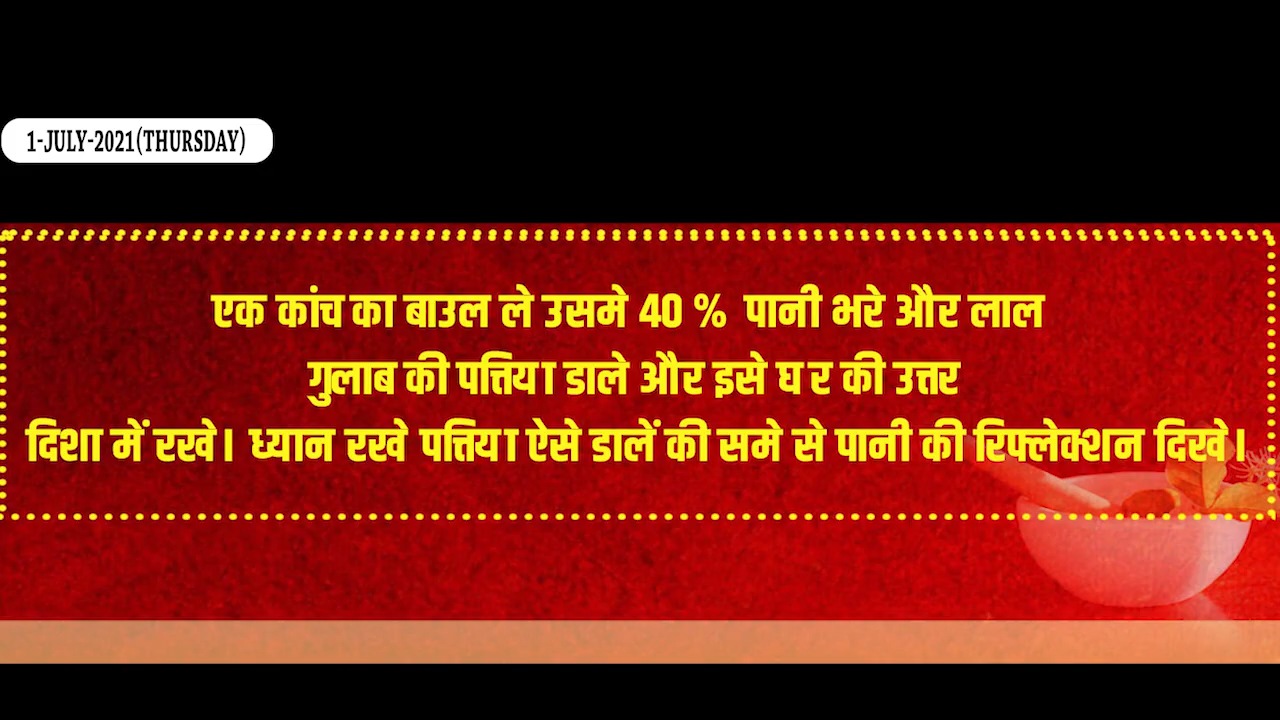 1-JULY-2021(THURSDAY)
एक कांच का बाउल ले उसमे 40 % पानी भरे और लाल
गुलाब की पत्तिया डाले और इसे घर की उत्तर
दिशा में रखे। ध्यान रखे पत्तिया ऐसे डालें की समे से पानी की रिफ्लेक्शन दिखे।